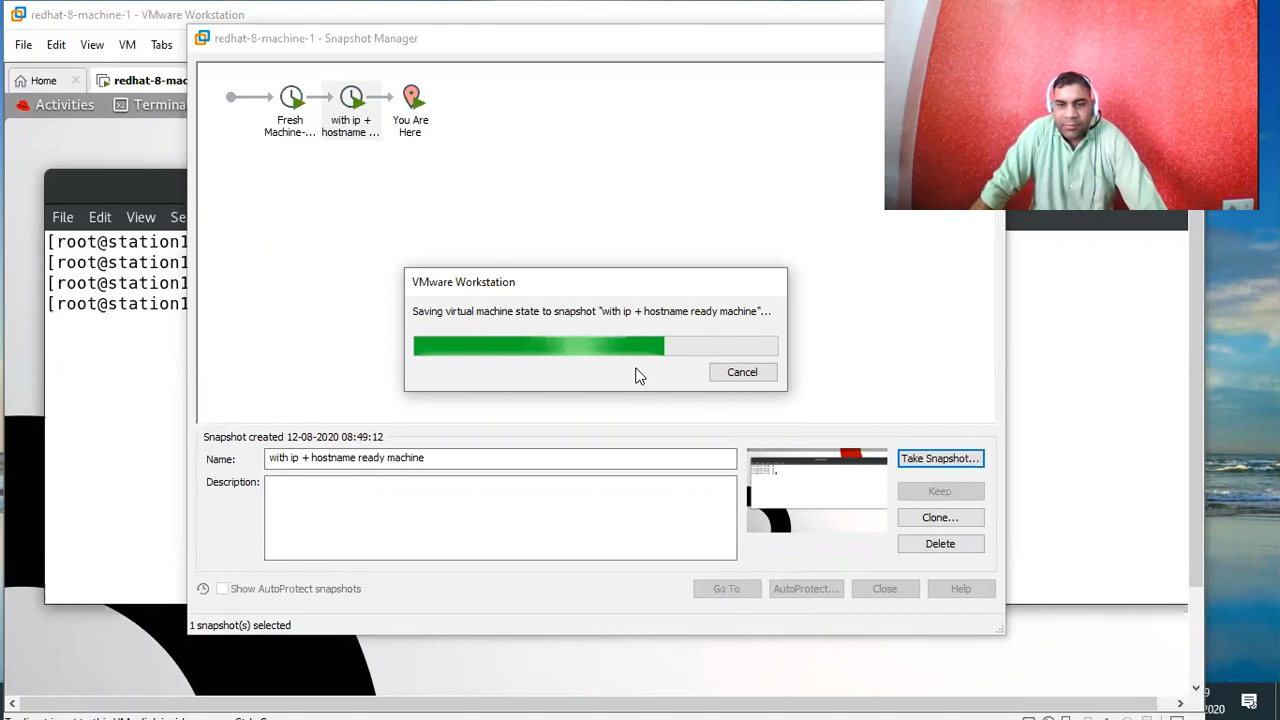 redhat-8-machine-1 - VMware Workstation
File Edit View VM Tabs
Home
redhat-8-mac
Activities
Termina
redhat-8-machine-1 - Snapshot Manager
Fresh
Machine-...
with ip +
hostname ...
You Are
Here
File Edit View Se
[root@station1
[root@station1
[root@station1
[root@station1
VMware Workstation
Saving virtual machine state to snapshot "with ip + hostname ready machine"...
Cancel
Snapshot created 12-08-2020 08:49:12
Name: with ip + hostname ready machine
Description:
Take Snapshot...
Keep
Clone...
Delete
Show AutoProtect snapshots
Go To
AutoProtect...
Close
Help
1 snapshot(s) selected
9
2020